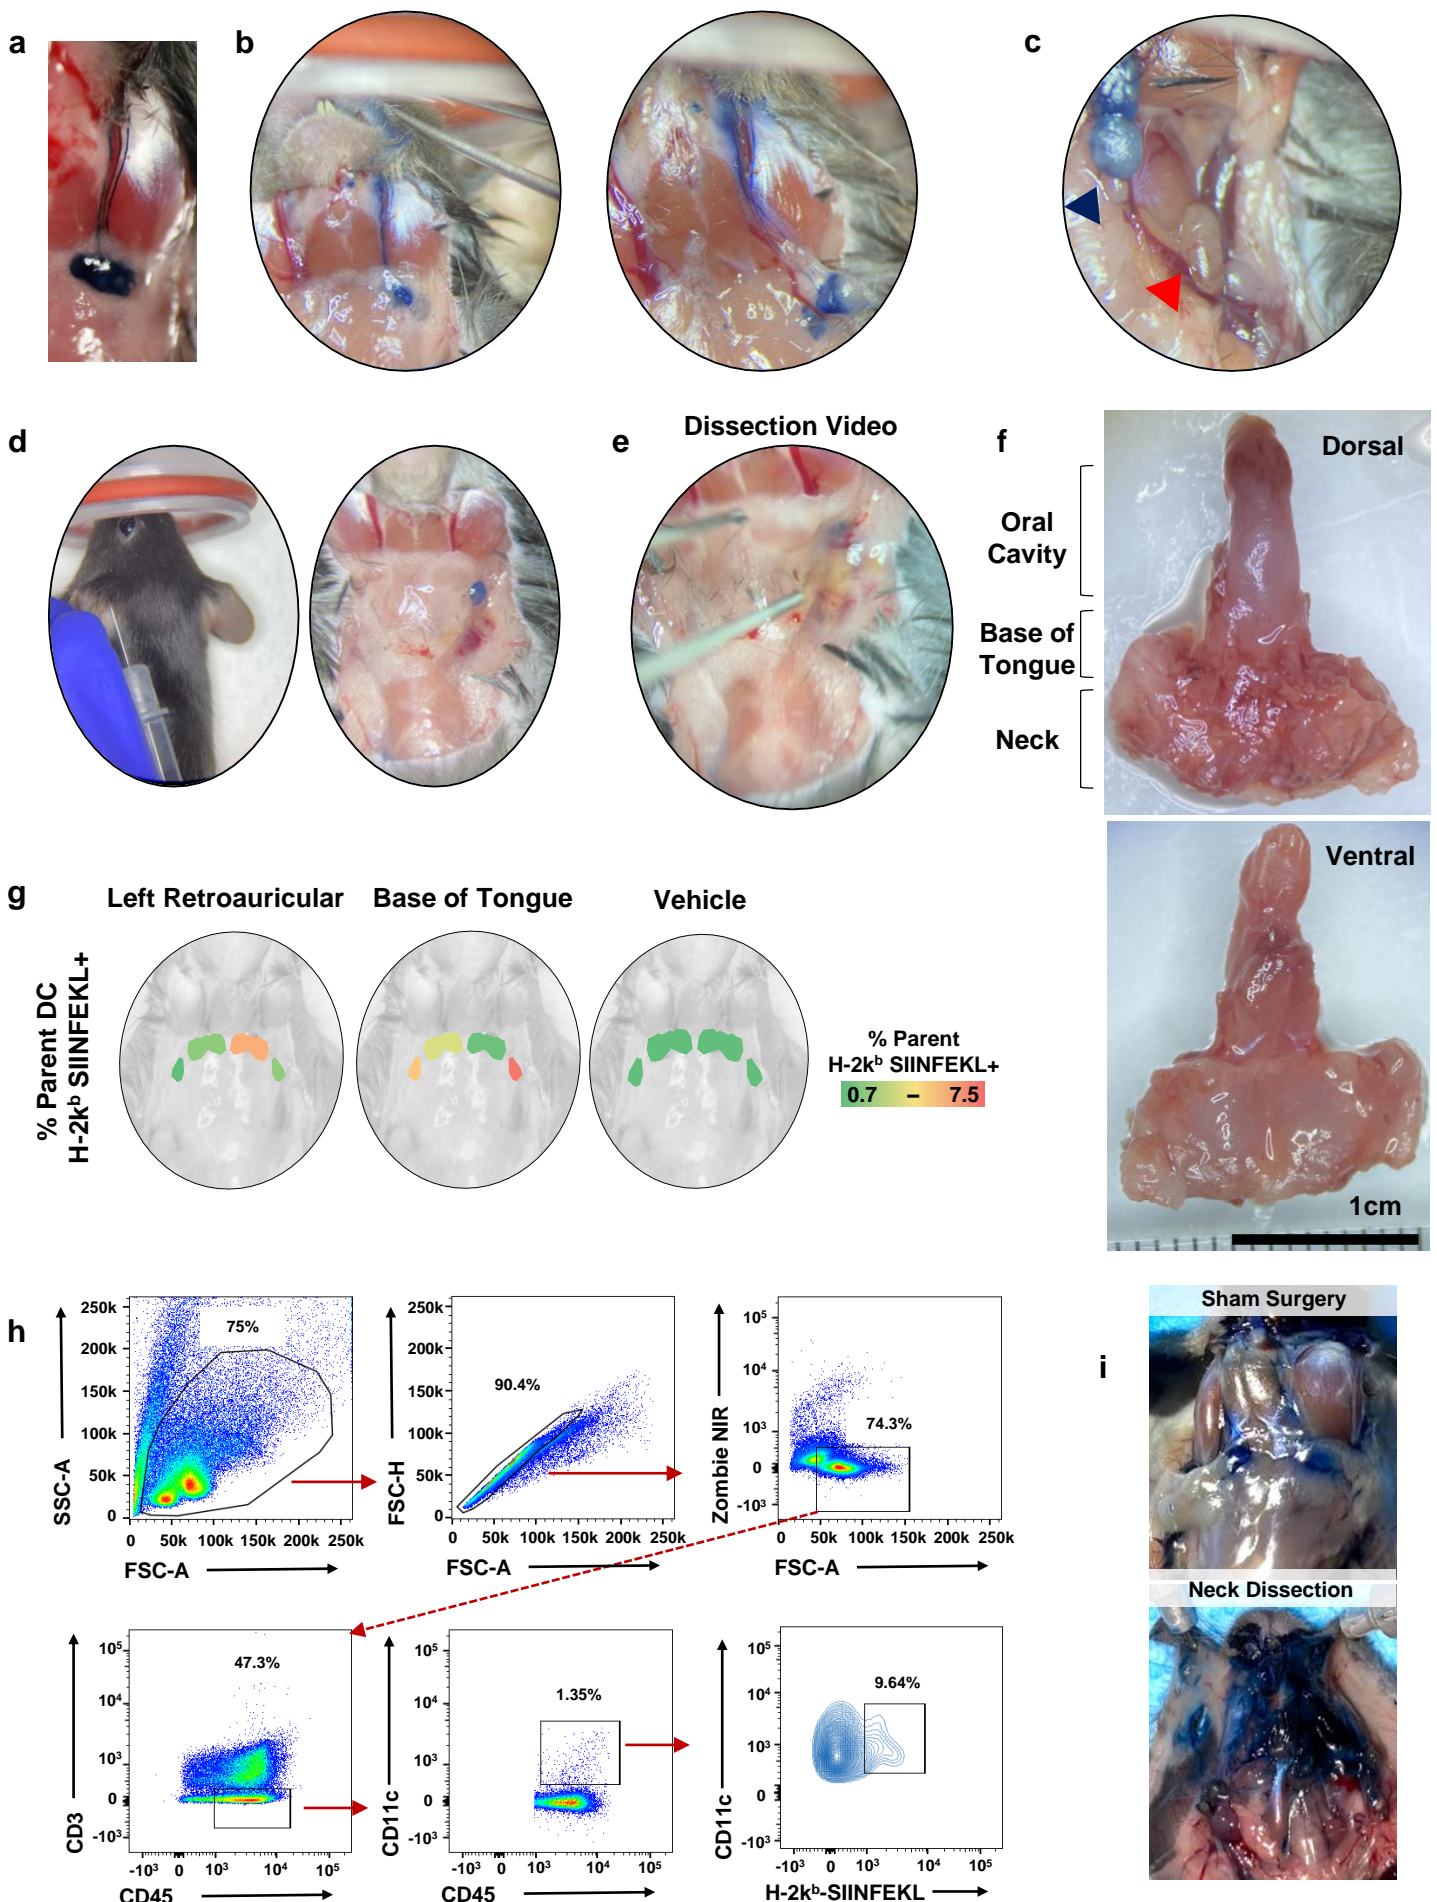 a
b
c
d
e
Dissection Video
f
Dorsal
Oral
Cavity
Base of
Tongue
Neck
Ventral
1cm
g
Left Retroauricular
Base of Tongue
Vehicle
% Parent DC
H-2kᵇ SIINFEKL+
% Parent
H-2kᵇ SIINFEKL+
0.7 – 7.5
h
SSC-A
250k
200k
150k
100k
50k
0
75%
0 50k 100k 150k 200k 250k
FSC-A
FSC-H
250k
200k
150k
100k
50k
0
90.4%
0 50k 100k 150k 200k 250k
FSC-A
Zombie NIR
10⁵
10⁴
10³
0
-10³
74.3%
0 50k 100k 150k 200k 250k
FSC-A
CD3
10⁵
10⁴
10³
0
-10³
47.3%
-10³ 0 10³ 10⁴ 10⁵
CD45
CD11c
10⁵
10⁴
10³
0
-10³
1.35%
-10³ 0 10³ 10⁴ 10⁵
CD45
CD11c
10⁵
10⁴
10³
0
-10³
9.64%
-10³ 0 10³ 10⁴ 10⁵
H-2kᵇ-SIINFEKL
i
Sham Surgery
Neck Dissection